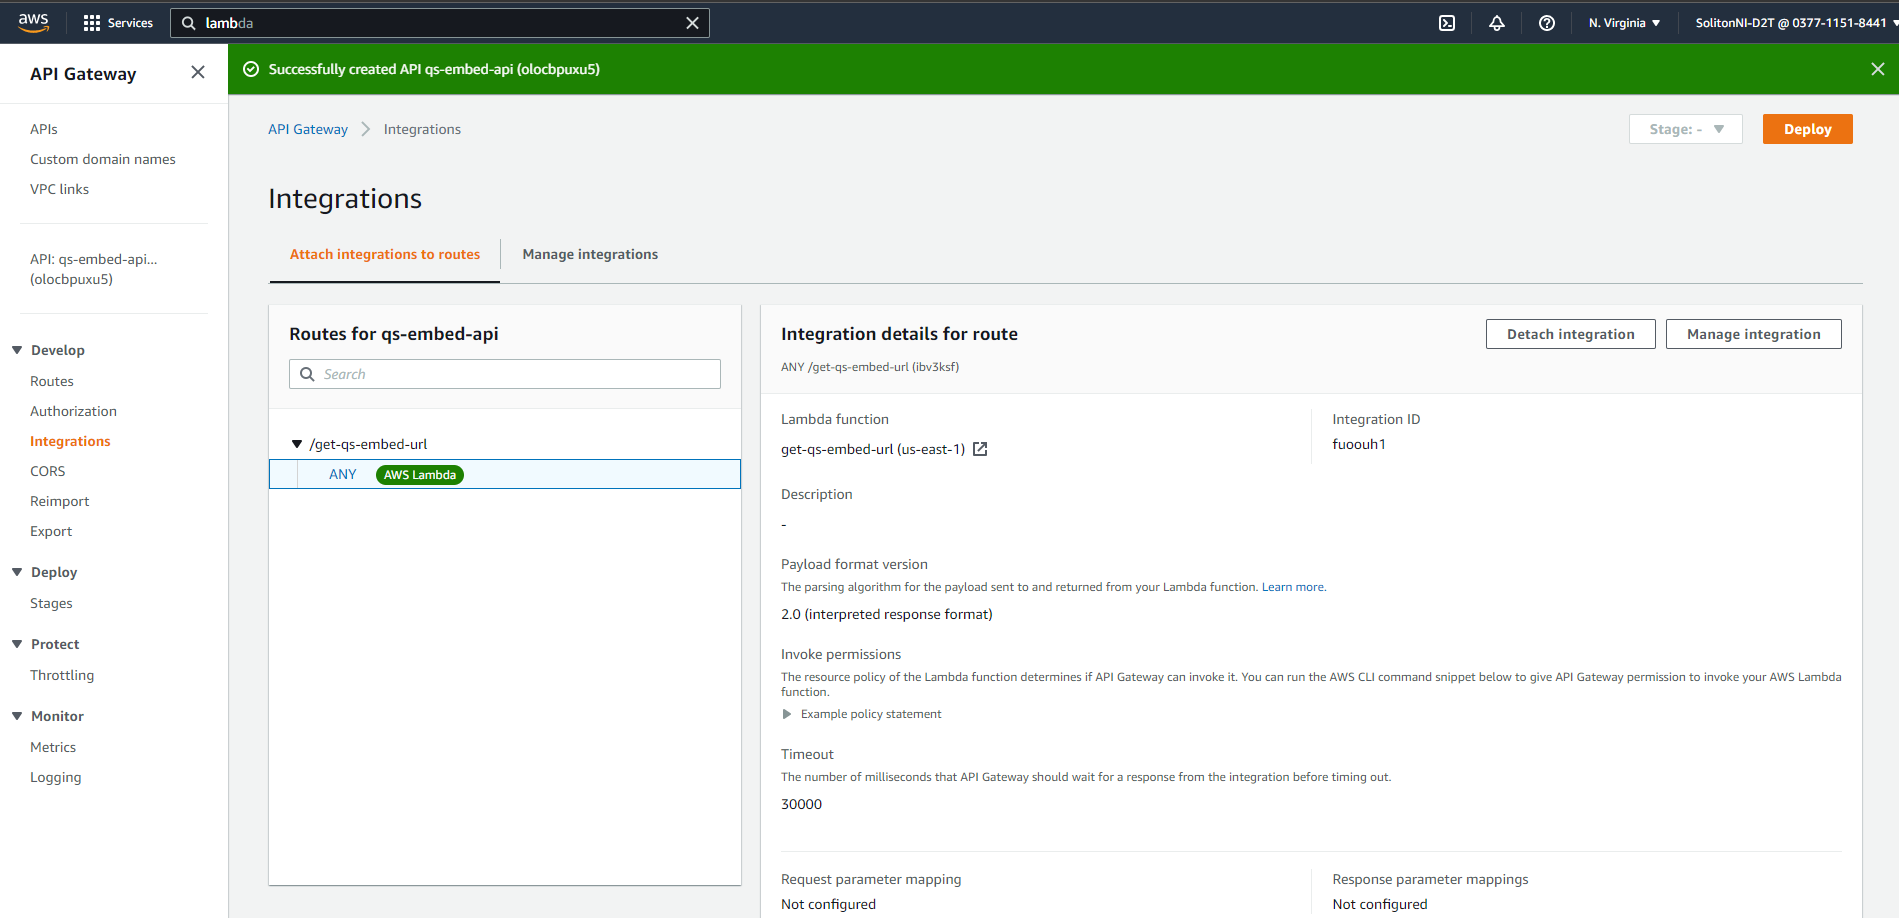 aws
Services
lambda
N. Virginia
SolitonNI-D2T @ 0377-1151-8441
API Gateway
Successfully created API qs-embed-api (olocbpuxu5)
APIs
Custom domain names
VPC links
API: qs-embed-api...
(olocbpuxu5)
Develop
Routes
Authorization
Integrations
CORS
Reimport
Export
Deploy
Stages
Protect
Throttling
Monitor
Metrics
Logging
API Gateway
Integrations
Stage: -
Deploy
Integrations
Attach integrations to routes
Manage integrations
Routes for qs-embed-api
Search
/get-qs-embed-url
ANY
AWS Lambda
Integration details for route
Detach integration
Manage integration
ANY /get-qs-embed-url (ibv3ksf)
Lambda function
get-qs-embed-url (us-east-1)
Integration ID
fuoouh1
Description
-
Payload format version
The parsing algorithm for the payload sent to and returned from your Lambda function. Learn more.
2.0 (interpreted response format)
Invoke permissions
The resource policy of the Lambda function determines if API Gateway can invoke it. You can run the AWS CLI command snippet below to give API Gateway permission to invoke your AWS Lambda
function.
Example policy statement
Timeout
The number of milliseconds that API Gateway should wait for a response from the integration before timing out.
30000
Request parameter mapping
Not configured
Response parameter mappings
Not configured